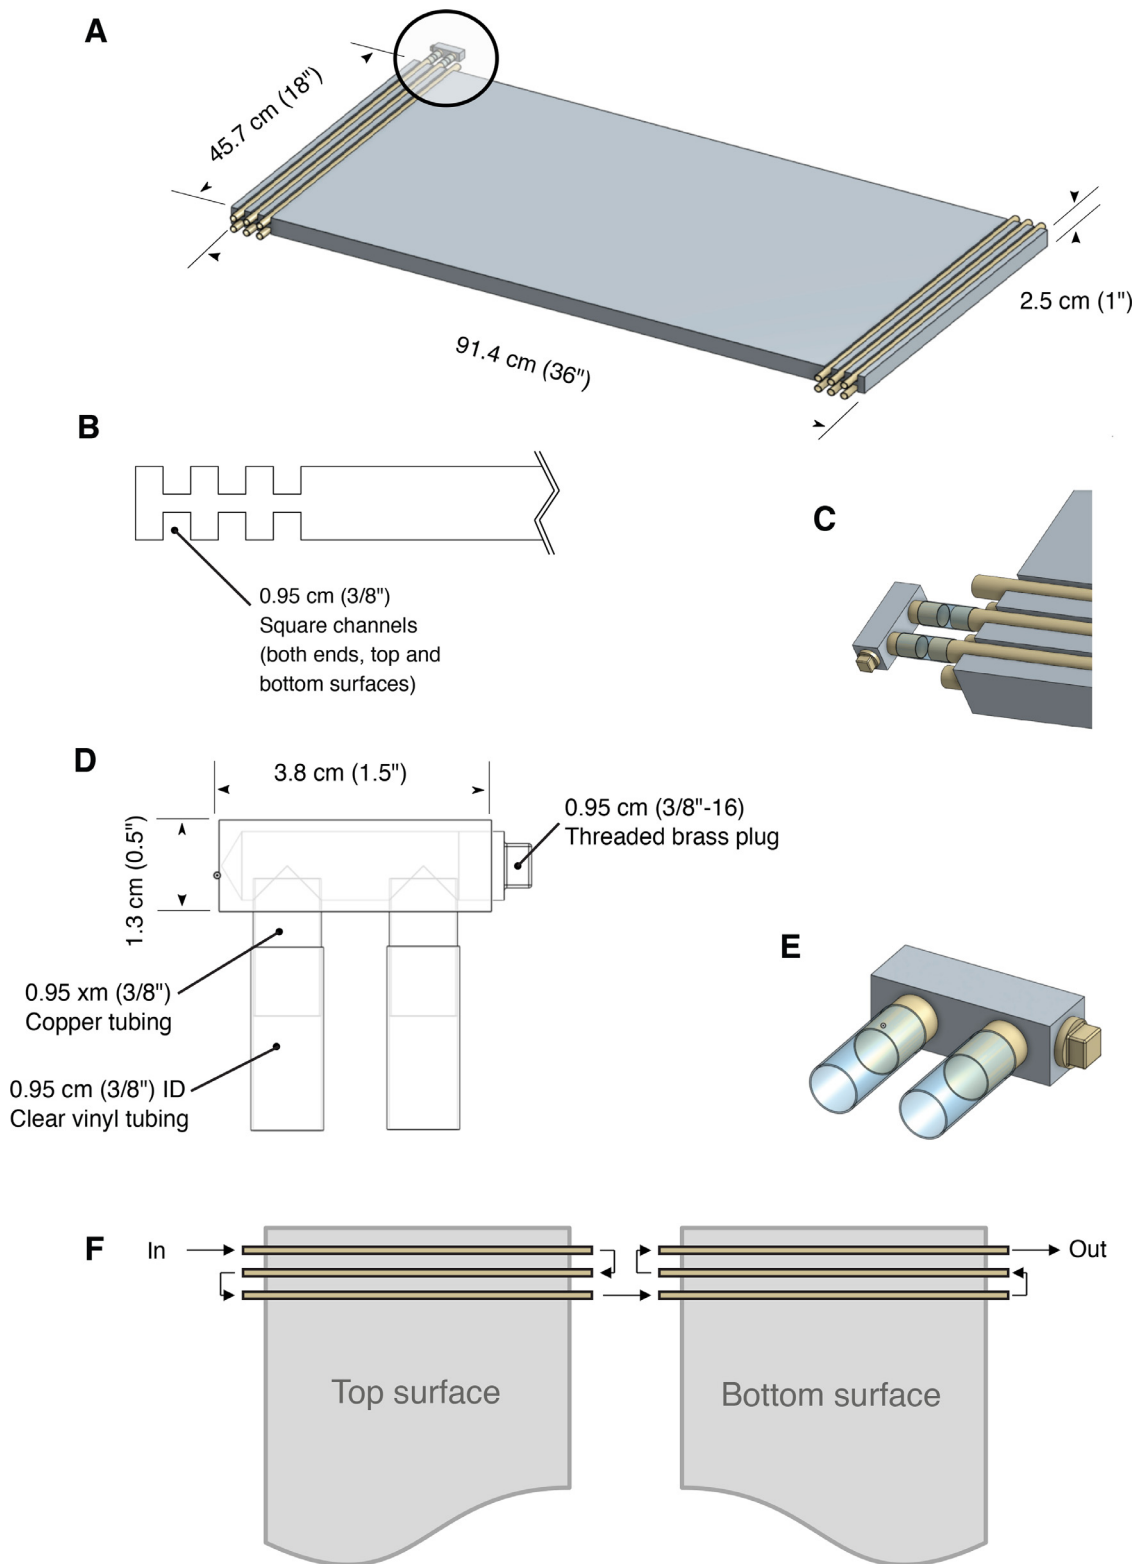 A
45.7 cm (18")
2.5 cm (1")
91.4 cm (36")
B
0.95 cm (3/8")
Square channels
(both ends, top and
bottom surfaces)
C
D
3.8 cm (1.5")
1.3 cm (0.5")
0.95 cm (3/8"-16)
Threaded brass plug
0.95 xm (3/8")
Copper tubing
0.95 cm (3/8") ID
Clear vinyl tubing
E
F
In
Out
Top surface
Bottom surface